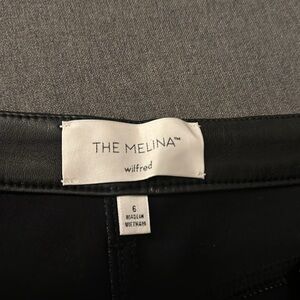 THE MELINA™
wilfred
6
MADE IN
VIETNAM